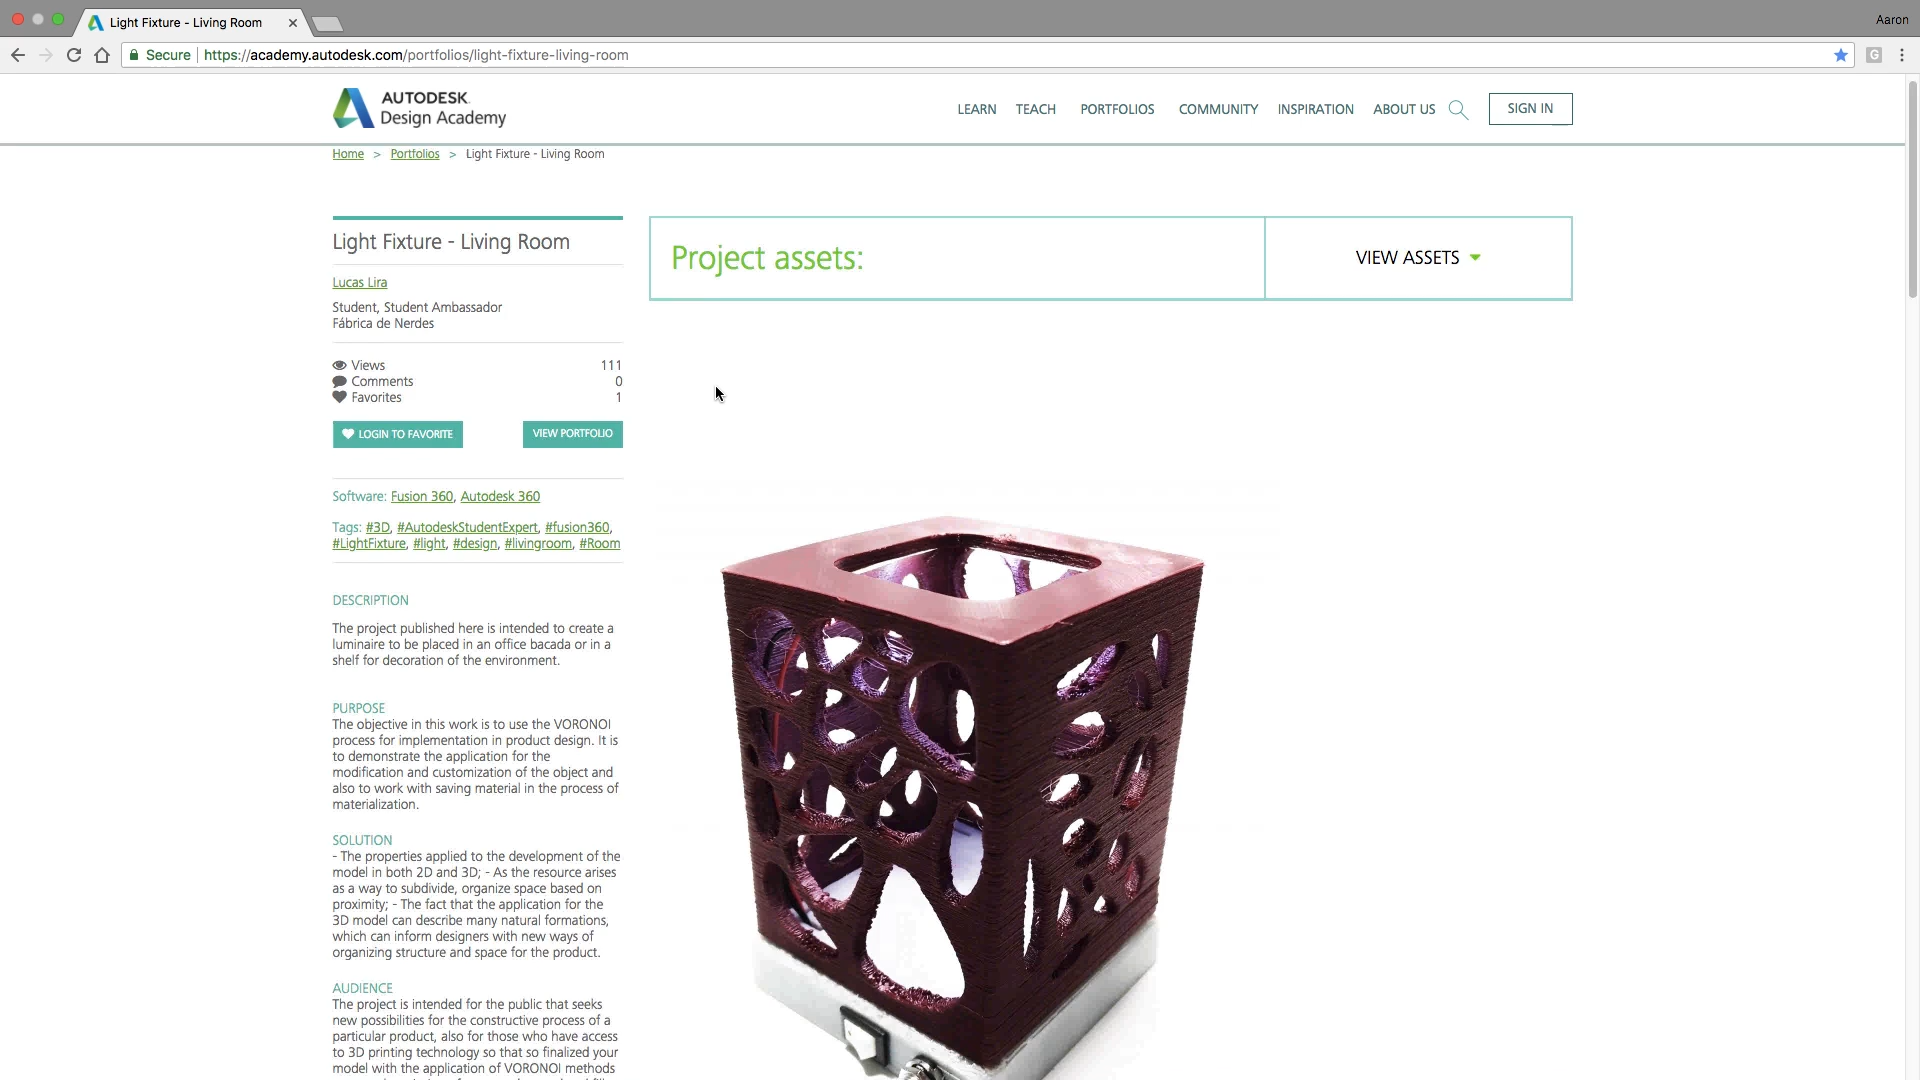 Light Fixture - Living Room
Aaron
Secure https://academy.autodesk.com/portfolios/light-fixture-living-room
G
AUTODESK.
Design Academy
LEARN TEACH PORTFOLIOS COMMUNITY INSPIRATION ABOUT US SIGN IN
Home > Portfolios > Light Fixture - Living Room
Light Fixture - Living Room
Lucas Lira
Student, Student Ambassador
Fábrica de Nerdes
Views 111
Comments 0
Favorites 1
LOGIN TO FAVORITE VIEW PORTFOLIO
Software: Fusion 360, Autodesk 360
Tags: #3D, #AutodeskStudentExpert, #fusion360,
#LightFixture, #light, #design, #livingroom, #Room
DESCRIPTION
The project published here is intended to create a
luminaire to be placed in an office bacada or in a
shelf for decoration of the environment.
PURPOSE
The objective in this work is to use the VORONOI
process for implementation in product design. It is
to demonstrate the application for the
modification and customization of the object and
also to work with saving material in the process of
materialization.
SOLUTION
- The properties applied to the development of the
model in both 2D and 3D; - As the resource arises
as a way to subdivide, organize space based on
proximity; - The fact that the application for the
3D model can describe many natural formations,
which can inform designers with new ways of
organizing structure and space for the product.
AUDIENCE
The project is intended for the public that seeks
new possibilities for the constructive process of a
particular product, also for those who have access
to 3D printing technology so that so finalized your
model with the application of VORONOI methods
Project assets:
VIEW ASSETS